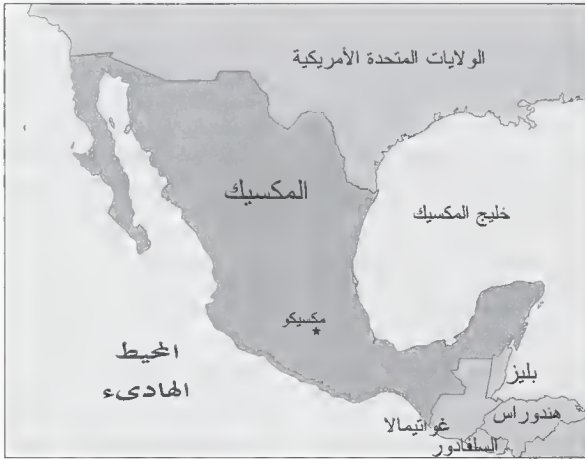 الولايات المتحدة الأمريكية
المكسيك
خليج المكسيك
مكسيكو
المحيط
الهادىء
بليز
هندوراس
غواتيمالا
السلفادور